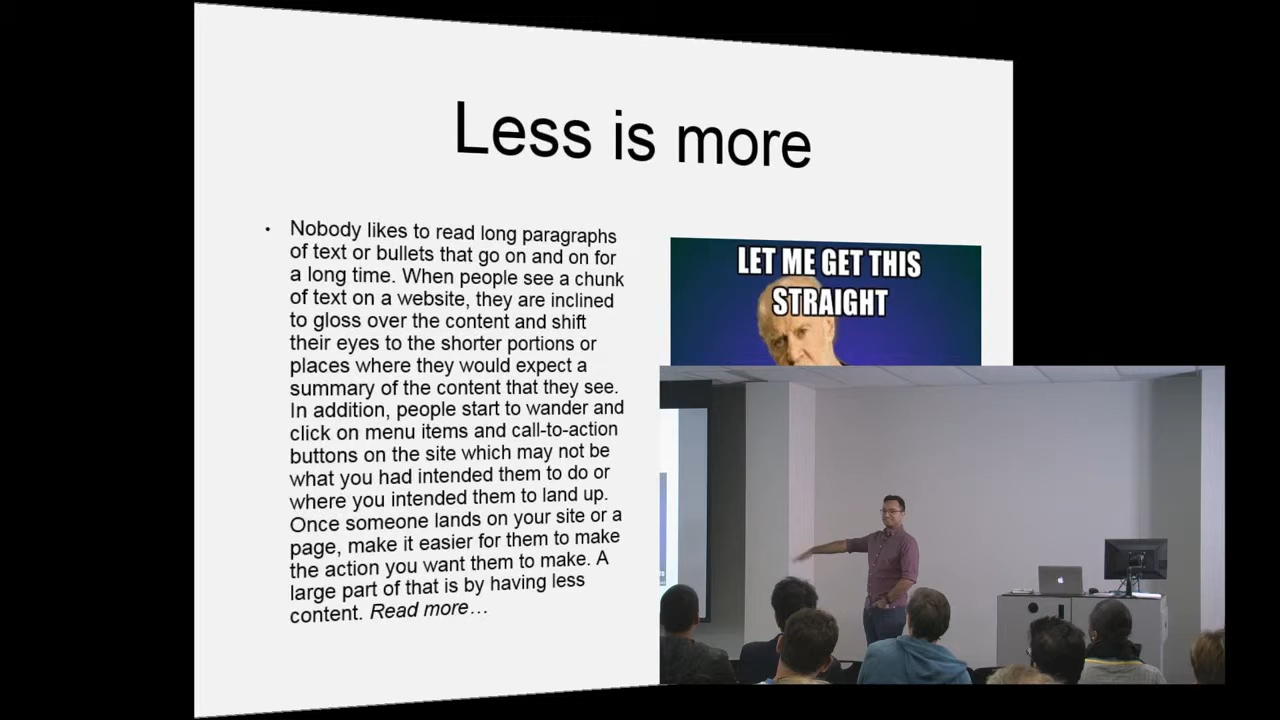 Less is more
• Nobody likes to read long paragraphs
of text or bullets that go on and on for
a long time. When people see a chunk
of text on a website, they are inclined
to gloss over the content and shift
their eyes to the shorter portions or
places where they would expect a
summary of the content that they see.
In addition, people start to wander and
click on menu items and call-to-action
buttons on the site which may not be
what you had intended them to do or
where you intended them to land up.
Once someone lands on your site or a
page, make it easier for them to make
the action you want them to make. A
large part of that is by having less
content. Read more…
LET ME GET THIS
STRAIGHT